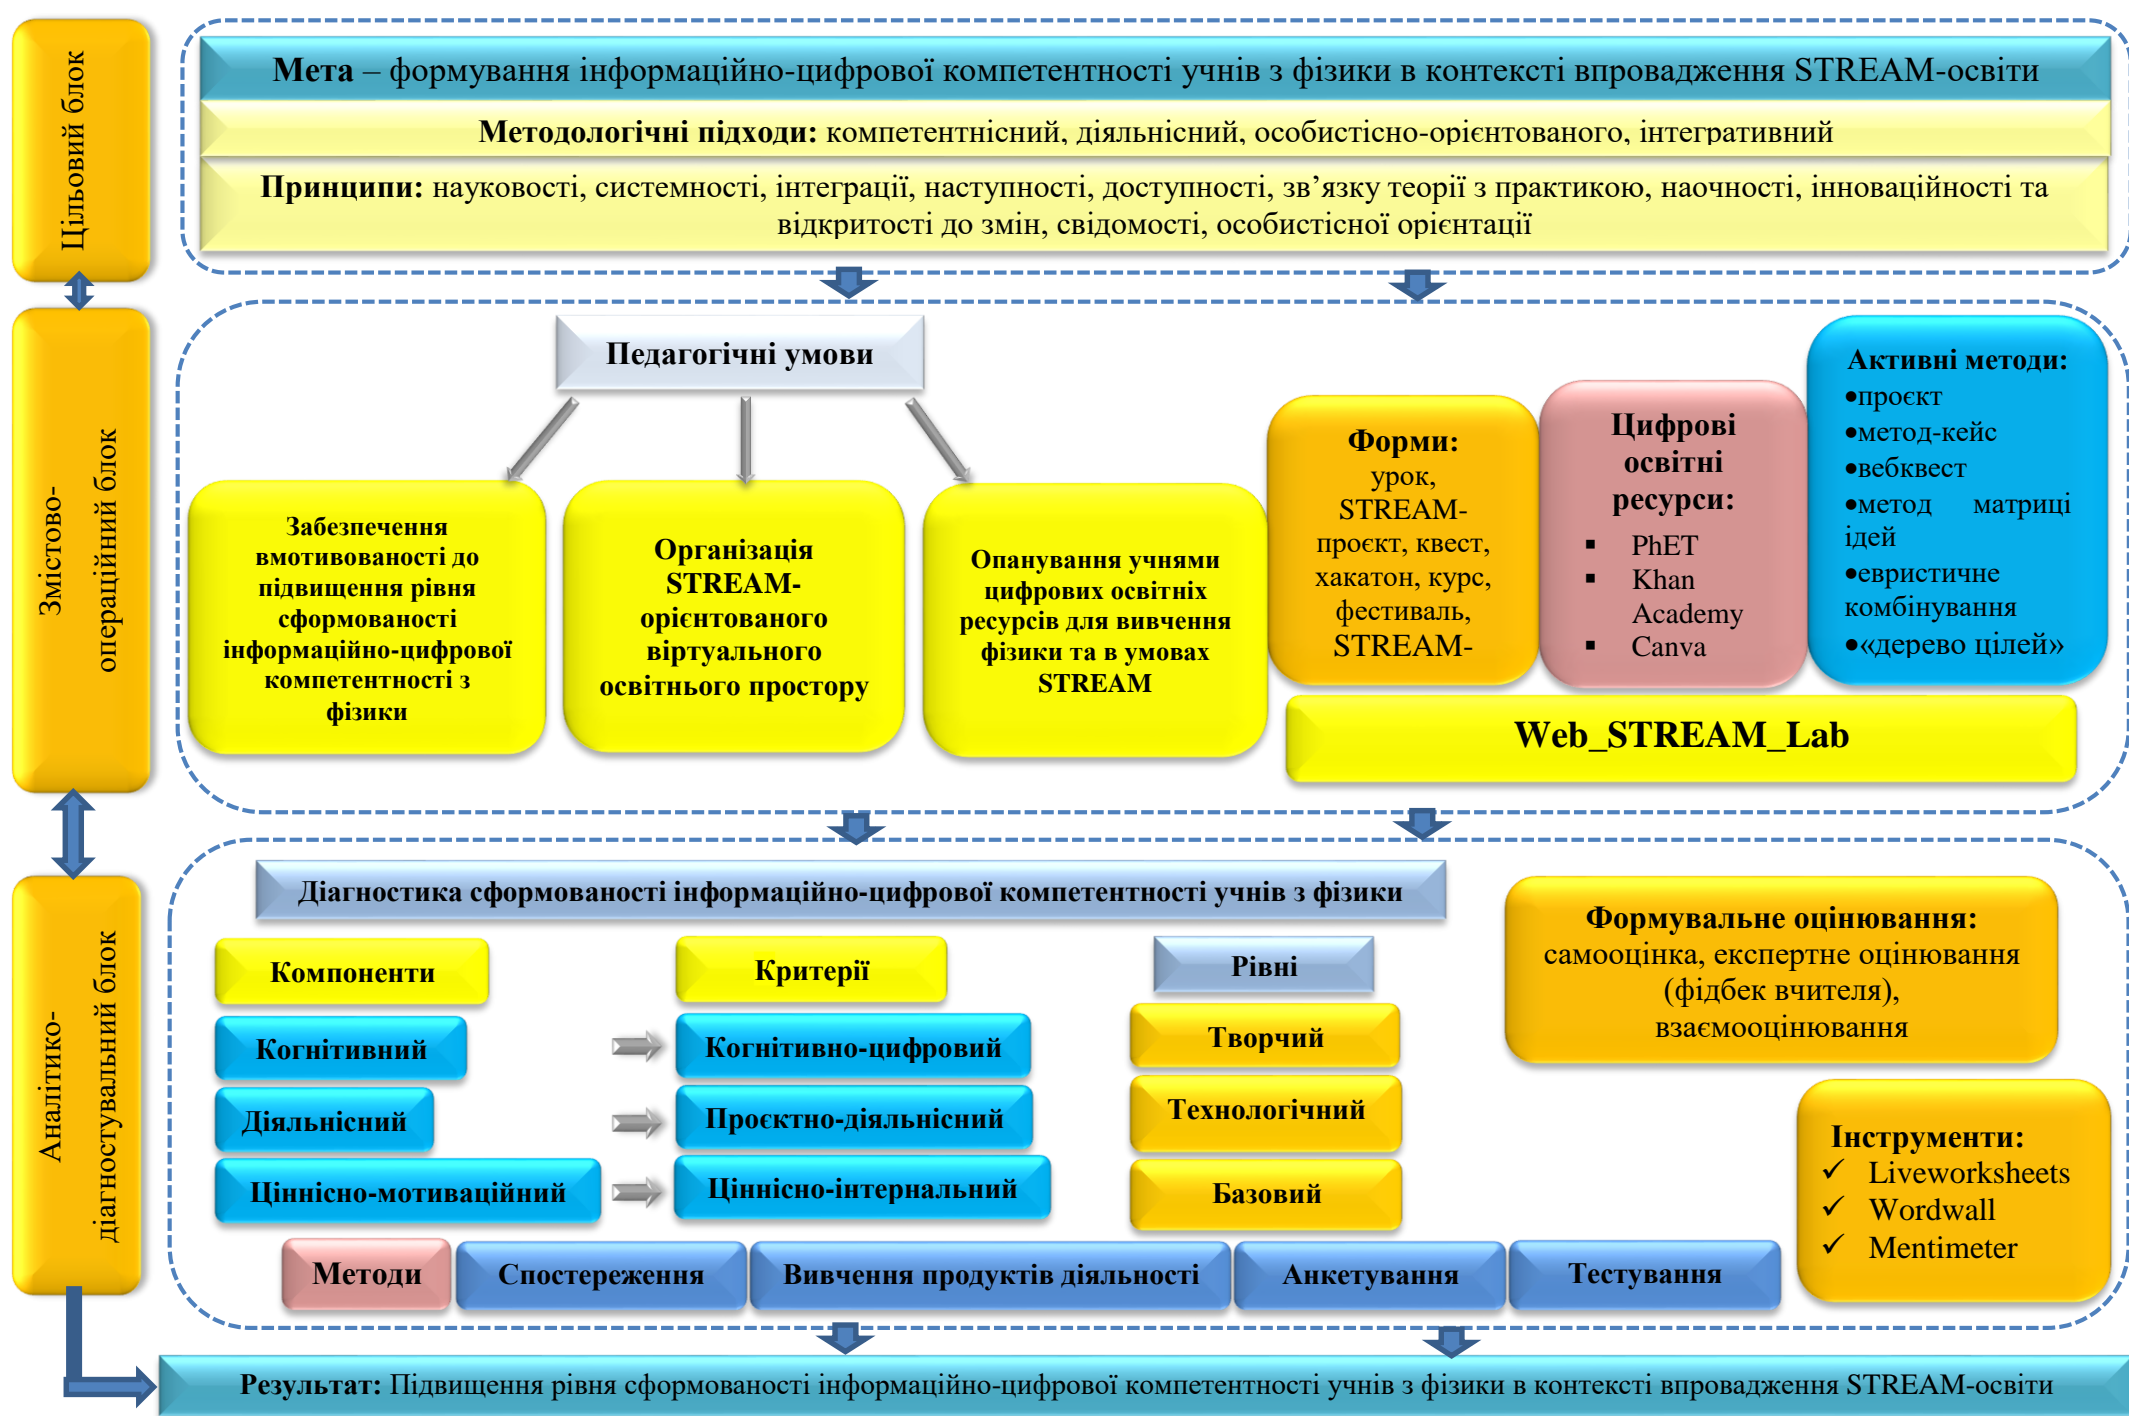 Цільовий блок
Мета – формування інформаційно-цифрової компетентності учнів з фізики в контексті впровадження STREAM-освіти
Методологічні підходи: компетентнісний, діяльнісний, особистісно-орієнтованого, інтегративний
Принципи: науковості, системності, інтеграції, наступності, доступності, зв’язку теорії з практикою, наочності, інноваційності та
відкритості до змін, свідомості, особистісної орієнтації
Змістово-
операційний блок
Педагогічні умови
Забезпечення
вмотивованості до
підвищення рівня
сформованості
інформаційно-цифрової
компетентності з
фізики
Організація
STREAM-
орієнтованого
віртуального
освітнього простору
Опанування учнями
цифрових освітніх
ресурсів для вивчення
фізики та в умовах
STREAM
Форми:
урок,
STREAM-
проєкт, квест,
хакатон, курс,
фестиваль,
STREAM-
Цифрові
освітні
ресурси:
▪ PhET
▪ Khan
Academy
▪ Canva
Активні методи:
•проєкт
•метод-кейс
•вебквест
•метод матриці
ідей
•евристичне
комбінування
•«дерево цілей»
Web_STREAM_Lab
Аналітико-
діагностувальний блок
Діагностика сформованості інформаційно-цифрової компетентності учнів з фізики
Компоненти
Критерії
Рівні
Когнітивний
Когнітивно-цифровий
Творчий
Діяльнісний
Проєктно-діяльнісний
Технологічний
Ціннісно-мотиваційний
Ціннісно-інтернальний
Базовий
Формувальне оцінювання:
самооцінка, експертне оцінювання
(фідбек вчителя),
взаємооцінювання
Інструменти:
✓ Liveworksheets
✓ Wordwall
✓ Mentimeter
Методи
Спостереження
Вивчення продуктів діяльності
Анкетування
Тестування
Результат: Підвищення рівня сформованості інформаційно-цифрової компетентності учнів з фізики в контексті впровадження STREAM-освіти